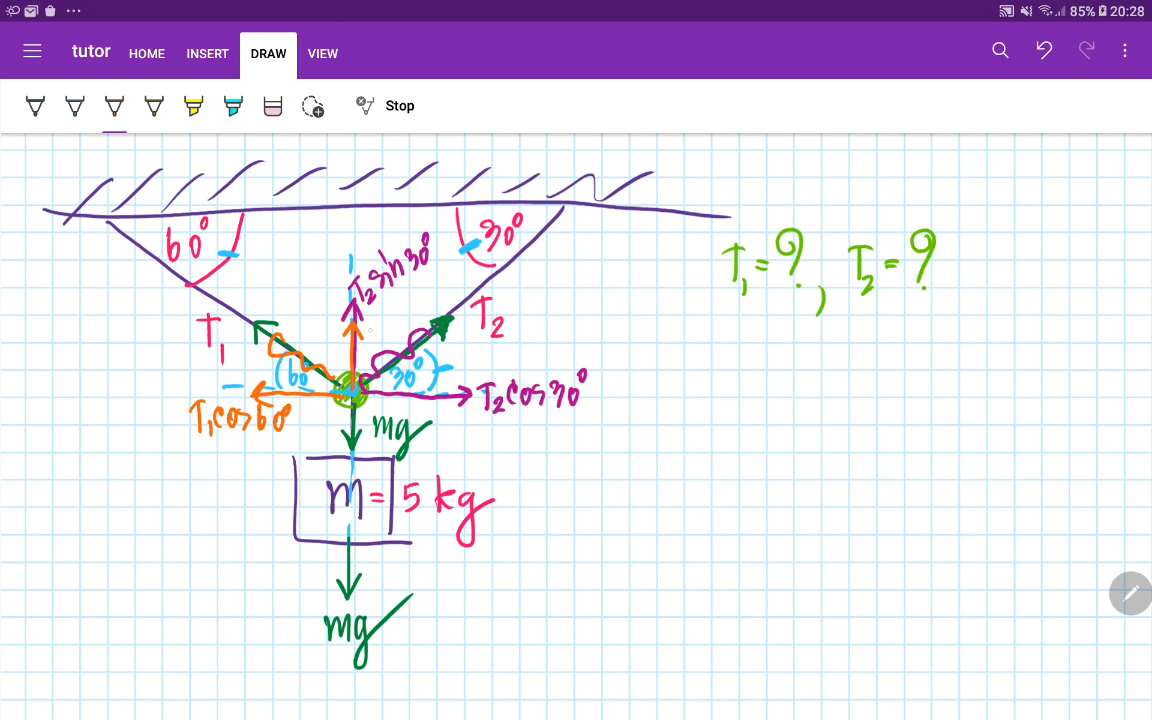 85% 20:28
tutor HOME INSERT DRAW VIEW
Stop
60° 30°
T₂sin30°
T₁ = ?, T₂ = ?
T₁ T₂
(60 30°)
T₁cos60° T₂cos30°
mg
m = 5 kg
mg